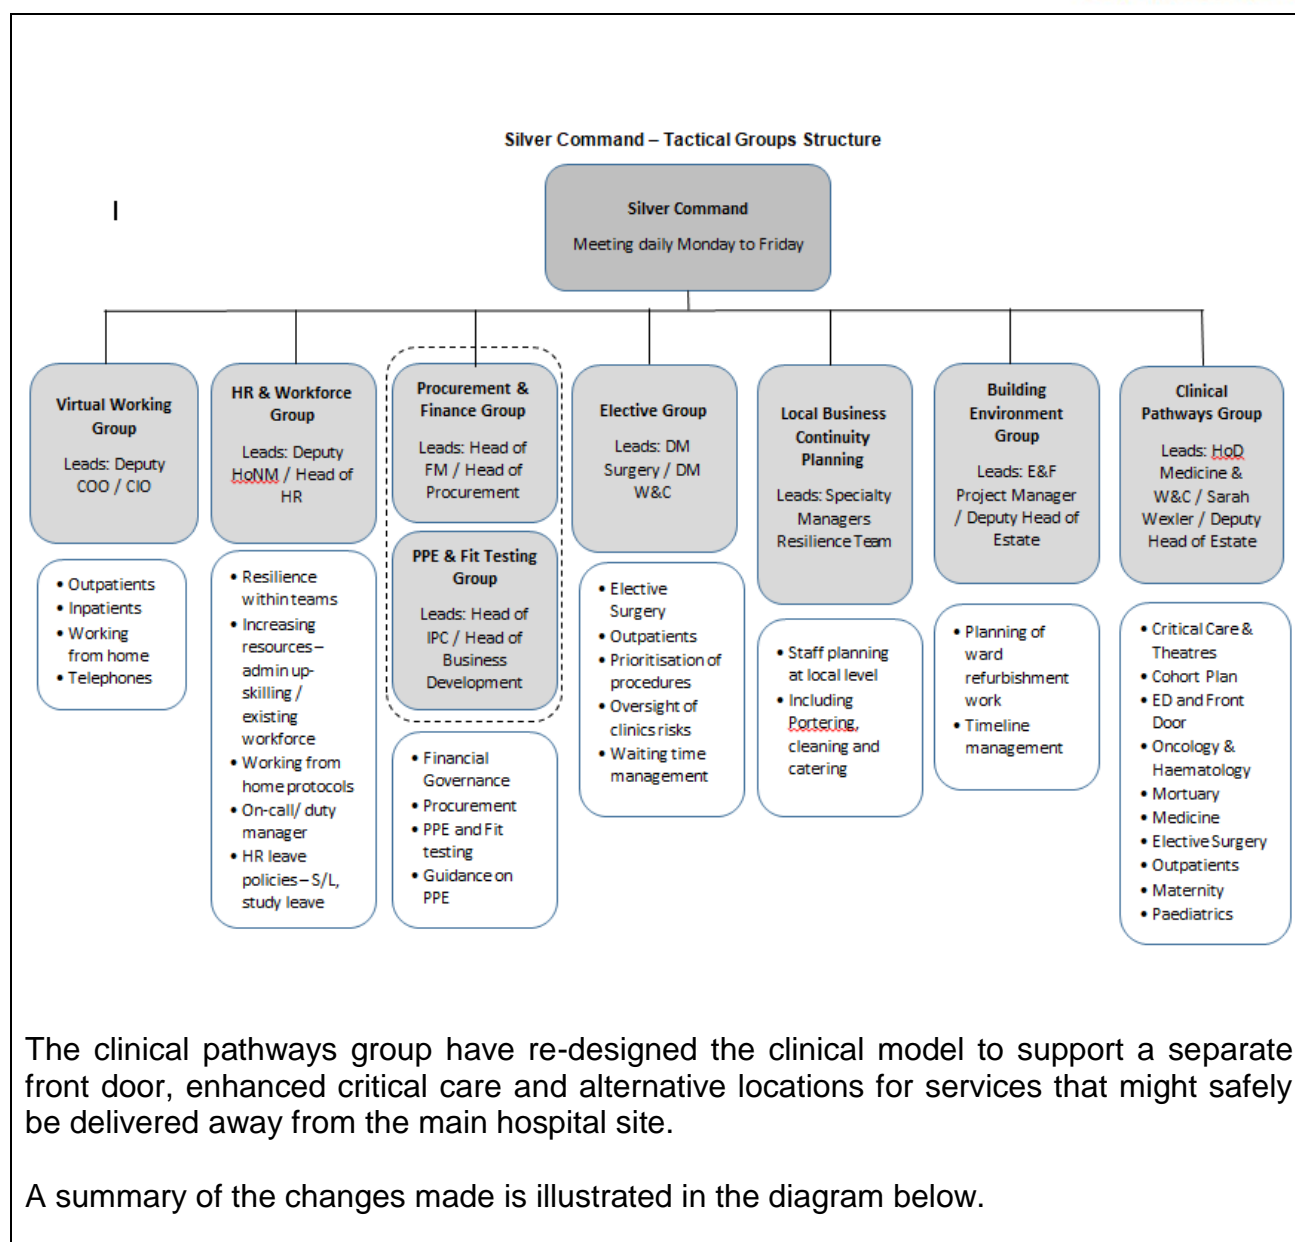 Silver Command – Tactical Groups Structure
Silver Command
Meeting daily Monday to Friday
I
Virtual Working
Group
Leads: Deputy
COO / CIO
• Outpatients
• Inpatients
• Working
from home
• Telephones
HR & Workforce
Group
Leads: Deputy
HoNM / Head of
HR
• Resilience
within teams
• Increasing
resources –
admin up-
skilling /
existing
workforce
• Working from
home protocols
• On-call/ duty
manager
• HR leave
policies – S/L,
study leave
Procurement &
Finance Group
Leads: Head of
FM / Head of
Procurement
PPE & Fit Testing
Group
Leads: Head of
IPC / Head of
Business
Development
• Financial
Governance
• Procurement
• PPE and Fit
testing
• Guidance on
PPE
Elective Group
Leads: DM
Surgery / DM
W&C
• Elective
Surgery
• Outpatients
• Prioritisation of
procedures
• Oversight of
clinics risks
• Waiting time
management
Local Business
Continuity
Planning
Leads: Specialty
Managers
Resilience Team
• Staff planning
at local level
• Including
Portering,
cleaning and
catering
Building
Environment
Group
Leads: E&F
Project Manager
/ Deputy Head of
Estate
• Planning of
ward
refurbishment
work
• Timeline
management
Clinical
Pathways Group
Leads: HoD
Medicine &
W&C / Sarah
Wexler / Deputy
Head of Estate
• Critical Care &
Theatres
• Cohort Plan
• ED and Front
Door
• Oncology &
Haematology
• Mortuary
• Medicine
• Elective Surgery
• Outpatients
• Maternity
• Paediatrics
The clinical pathways group have re-designed the clinical model to support a separate
front door, enhanced critical care and alternative locations for services that might safely
be delivered away from the main hospital site.
A summary of the changes made is illustrated in the diagram below.